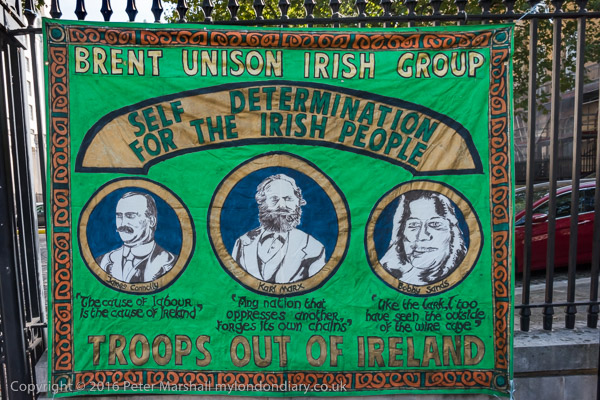 BRENT UNISON IRISH GROUP
SELF DETERMINATION
FOR THE IRISH PEOPLE
James Connolly
Karl Marx
Bobby Sands
"The cause of labour
is the cause of Ireland"
"Any nation that
oppresses another,
forges its own chains"
"Like the lark, I too
have seen the outside
of the wire cage"
TROOPS OUT OF IRELAND
Copyright © 2016 Peter Marshall mylondondiary.co.uk